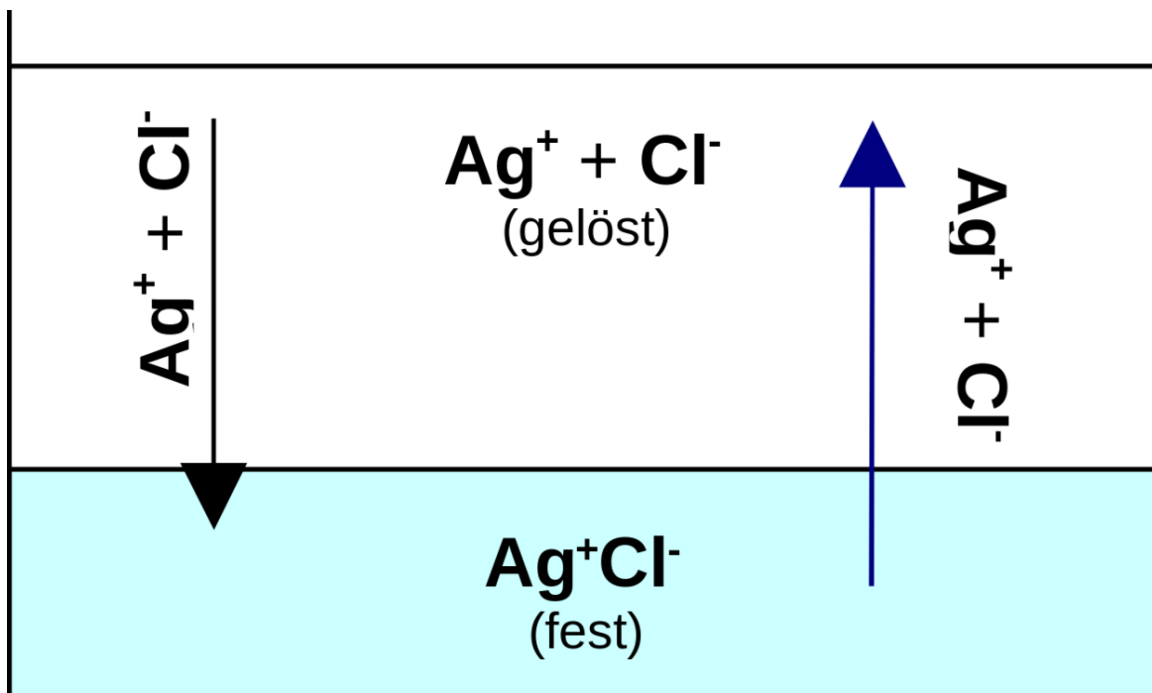 Ag⁺ + Cl⁻
Ag⁺ + Cl⁻
(gelöst)
Ag⁺ + Cl⁻
Ag⁺Cl⁻
(fest)